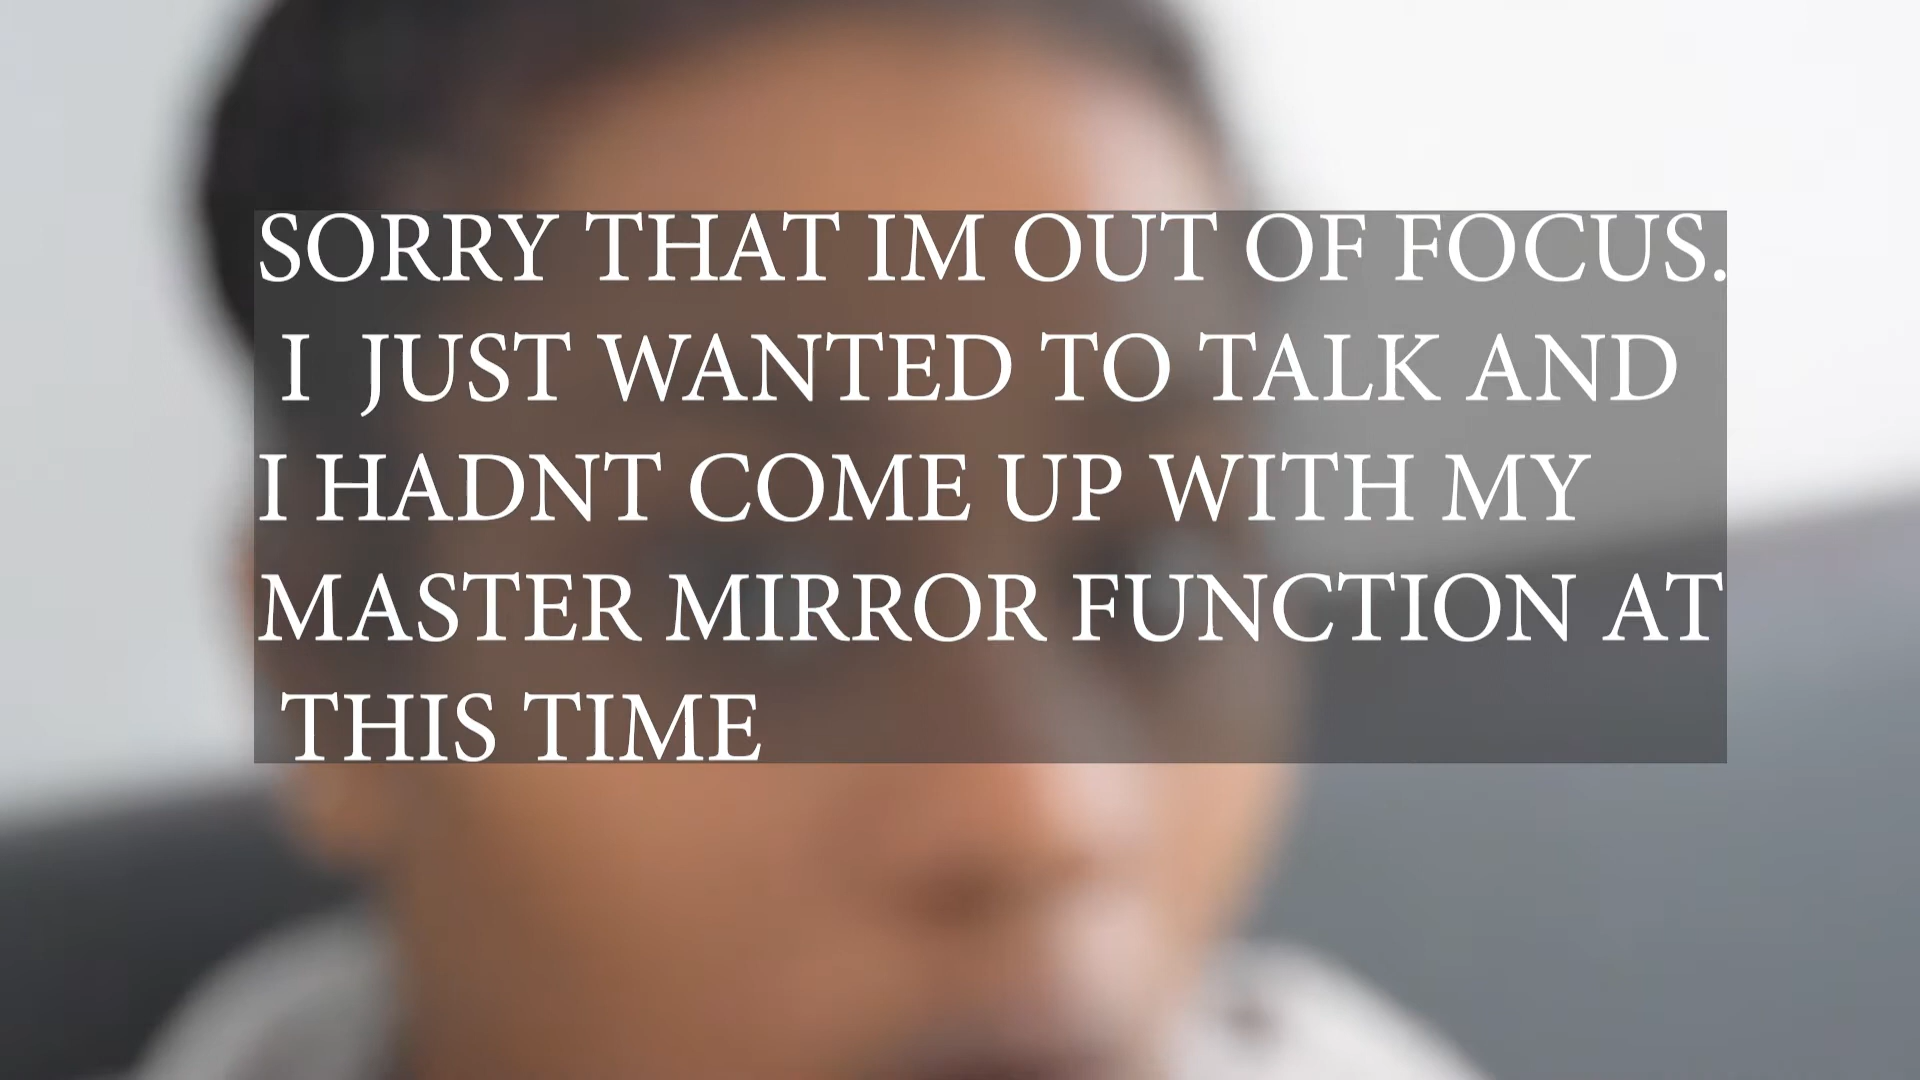 SORRY THAT IM OUT OF FOCUS.
I JUST WANTED TO TALK AND
I HADNT COME UP WITH MY
MASTER MIRROR FUNCTION AT
THIS TIME